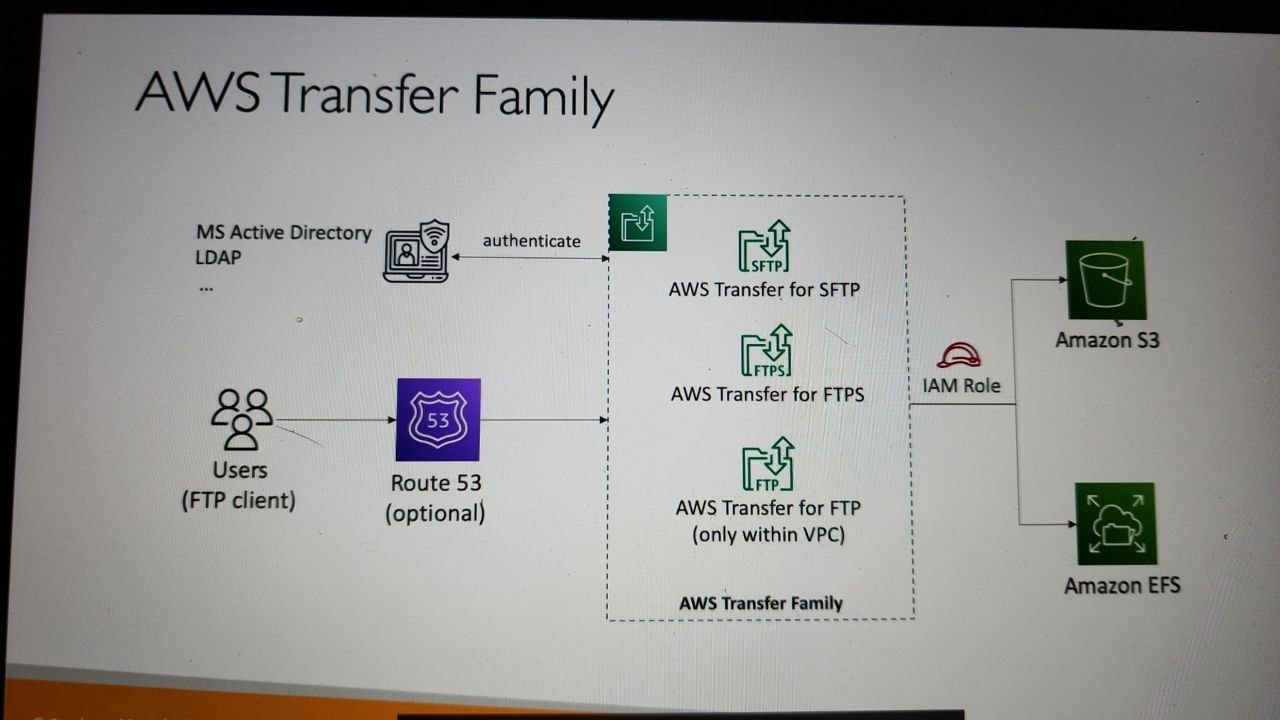 AWS Transfer Family
MS Active Directory
LDAP
...
authenticate
SFTP
AWS Transfer for SFTP
FTPS
AWS Transfer for FTPS
FTP
AWS Transfer for FTP
(only within VPC)
AWS Transfer Family
Users
(FTP client)
53
Route 53
(optional)
IAM Role
Amazon S3
Amazon EFS